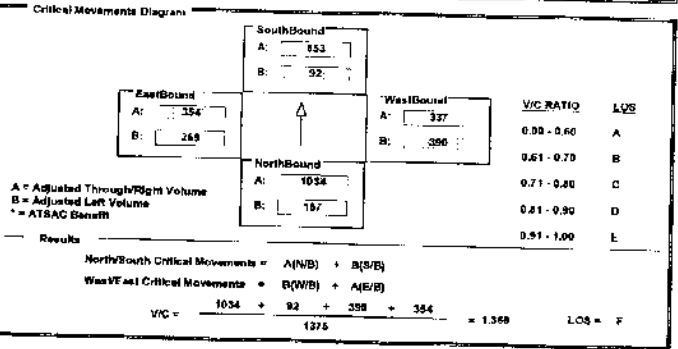 Critical Movements Diagram
SouthBound
A: 853
B: 92
EastBound
A: 354
B: 269
WestBound
A: 337
B: 390
NorthBound
A: 1034
B: 167
V/C RATIO LOS
0.00 - 0.60 A
0.61 - 0.70 B
0.71 - 0.80 C
0.81 - 0.90 D
0.91 - 1.00 E
A = Adjusted Through/Right Volume
B = Adjusted Left Volume
* = ATSAC Benefit
Results
North/South Critical Movements = A(N/B) + B(S/B)
West/East Critical Movements = B(W/B) + A(E/B)
V/C = 1034 + 92 + 390 + 354 = 1.360 LOS = F
1375